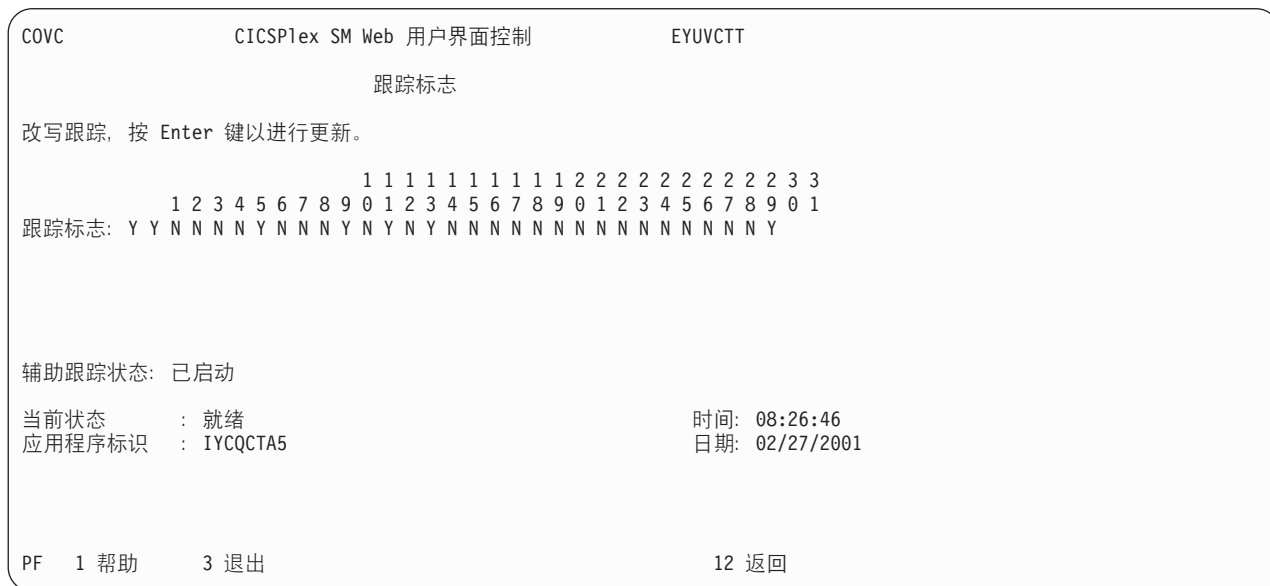 COVC CICSPlex SM Web 用户界面控制 EYUVCTT
跟踪标志
改写跟踪, 按 Enter 键以进行更新。
1 1 1 1 1 1 1 1 1 1 2 2 2 2 2 2 2 2 2 2 3 3
1 2 3 4 5 6 7 8 9 0 1 2 3 4 5 6 7 8 9 0 1 2 3 4 5 6 7 8 9 0 1
跟踪标志: Y Y N N N N Y N N N Y N Y N Y N N N N N N N N N N N N N N N Y
辅助跟踪状态: 已启动
当前状态 : 就绪 时间: 08:26:46
应用程序标识 : IYCQCTA5 日期: 02/27/2001
PF 1 帮助 3 退出 12 返回